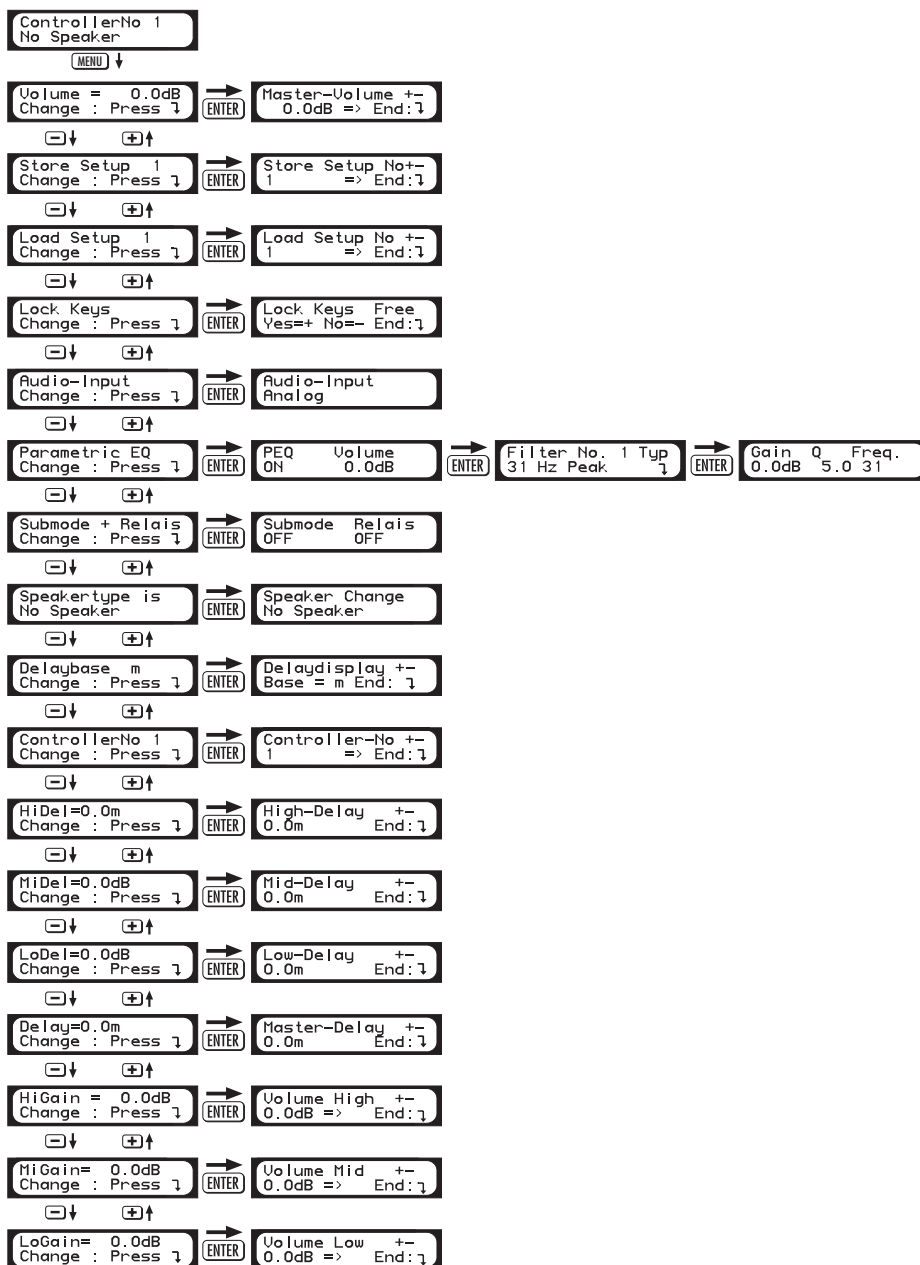 ControllerNo 1
No Speaker
MENU
Volume = 0.0dB
Change : Press
ENTER
Master-Volume +-
0.0dB => End:
Store Setup 1
Change : Press
ENTER
Store Setup No+-
1 => End:
Load Setup 1
Change : Press
ENTER
Load Setup No +-
1 => End:
Lock Keys
Change : Press
ENTER
Lock Keys Free
Yes=+ No=- End:
Audio-Input
Change : Press
ENTER
Audio-Input
Analog
Parametric EQ
Change : Press
ENTER
PEQ Volume
ON 0.0dB
ENTER
Filter No. 1 Typ
31 Hz Peak
ENTER
Gain Q Freq.
0.0dB 5.0 31
Submode + Relais
Change : Press
ENTER
Submode Relais
OFF OFF
Speakertype is
No Speaker
ENTER
Speaker Change
No Speaker
Delaybase m
Change : Press
ENTER
Delaydisplay +-
Base = m End:
ControllerNo 1
Change : Press
ENTER
Controller-No +-
1 => End:
HiDel=0.0m
Change : Press
ENTER
High-Delay +-
0.0m End:
MiDel=0.0dB
Change : Press
ENTER
Mid-Delay +-
0.0m End:
LoDel=0.0dB
Change : Press
ENTER
Low-Delay +-
0.0m End:
Delay=0.0m
Change : Press
ENTER
Master-Delay +-
0.0m End:
HiGain = 0.0dB
Change : Press
ENTER
Volume High +-
0.0dB => End:
MiGain= 0.0dB
Change : Press
ENTER
Volume Mid +-
0.0dB => End:
LoGain= 0.0dB
Change : Press
ENTER
Volume Low +-
0.0dB => End: